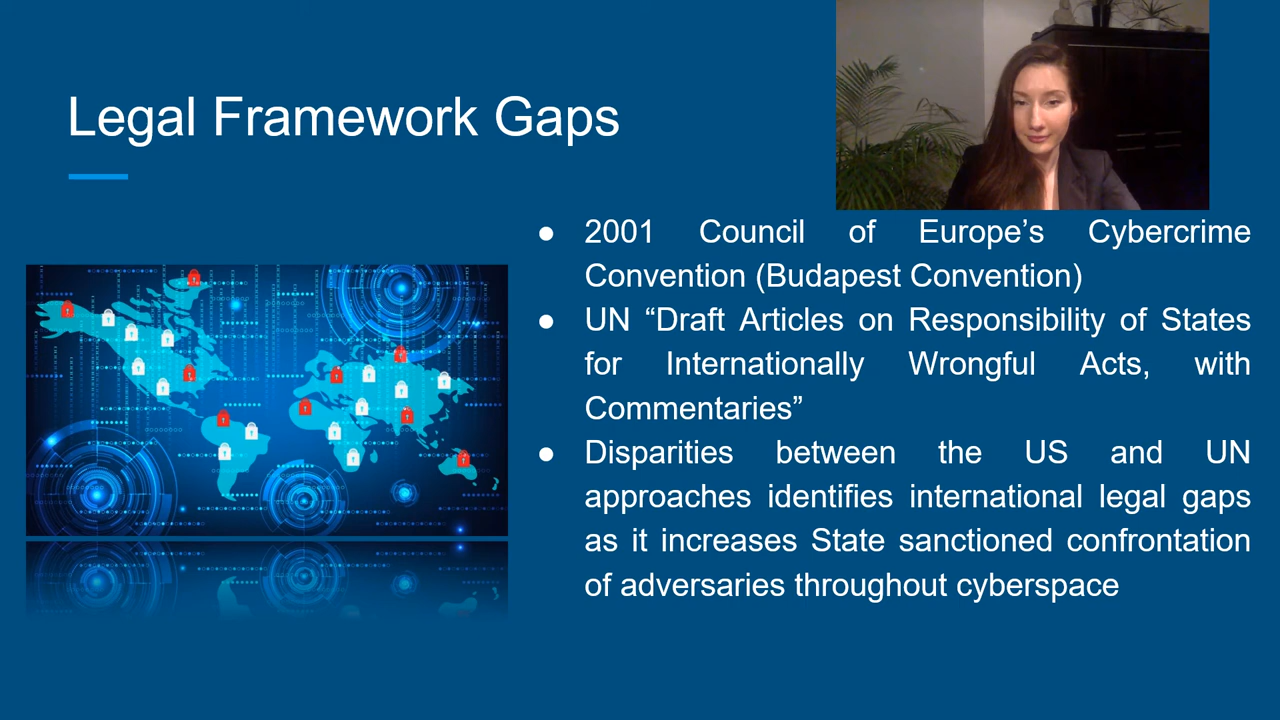 Legal Framework Gaps
● 2001 Council of Europe’s Cybercrime
Convention (Budapest Convention)
● UN “Draft Articles on Responsibility of States
for Internationally Wrongful Acts, with
Commentaries”
● Disparities between the US and UN
approaches identifies international legal gaps
as it increases State sanctioned confrontation
of adversaries throughout cyberspace